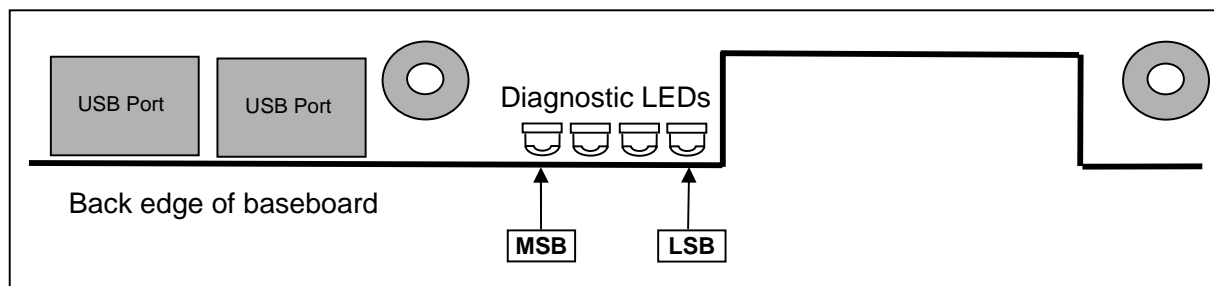 USB Port
USB Port
Diagnostic LEDs
Back edge of baseboard
MSB
LSB